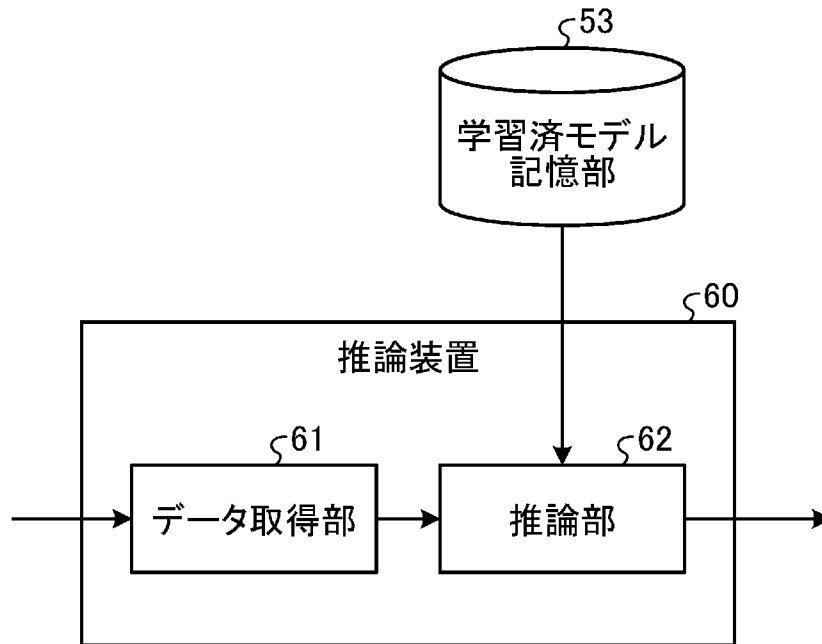 53
学習済モデル
記憶部
60
推論装置
61
62
データ取得部
推論部